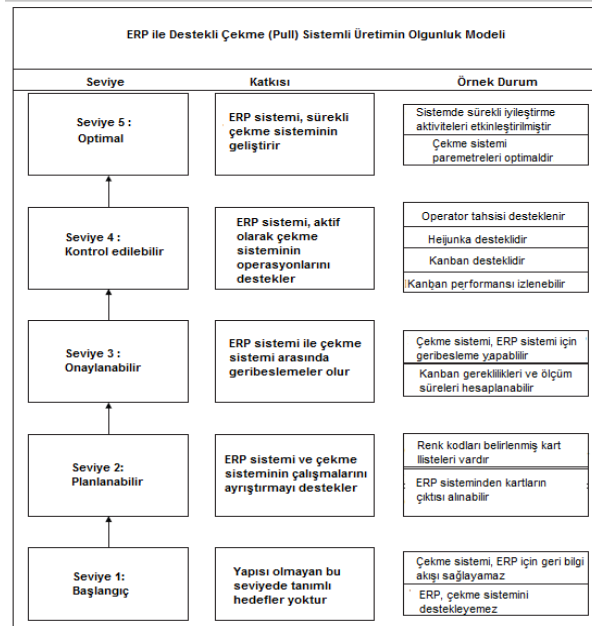 ERP ile Destekli Çekme (Pull) Sistemli Üretimin Olgunluk Modeli
Seviye
Katkısı
Örnek Durum
Seviye 5 :
Optimal
ERP sistemi, sürekli
çekme sisteminin
geliştirir
Sistemde sürekli iyileştirme
aktiviteleri etkinleştirilmiştir
Çekme sistemi
paremetreleri optimaldir
Seviye 4 :
Kontrol edilebilir
ERP sistemi, aktif
olarak çekme
sisteminin
operasyonlarını
destekler
Operator tahsisi desteklenir
Heijunka desteklidir
Kanban desteklidir
Kanban performansı izlenebilir
Seviye 3 :
Onaylanabilir
ERP sistemi ile çekme
sistemi arasında
geribeslemeler olur
Çekme sistemi, ERP sistemi için
geribesleme yapablilir
Kanban gereklilikleri ve ölçüm
süreleri hesaplanabilir
Seviye 2:
Planlanabilir
ERP sistemi ve çekme
sisteminin çalışmalarını
ayrıştırmayı destekler
Renk kodları belirlenmiş kart
llisteleri vardır
ERP sisteminden kartların
çıktısı alınabilir
Seviye 1:
Başlangıç
Yapısı olmayan bu
seviyede tanımlı
hedefler yoktur
Çekme sistemi, ERP için geri bilgi
akışı sağlayamaz
ERP, çekme sistemini
destekleyemez